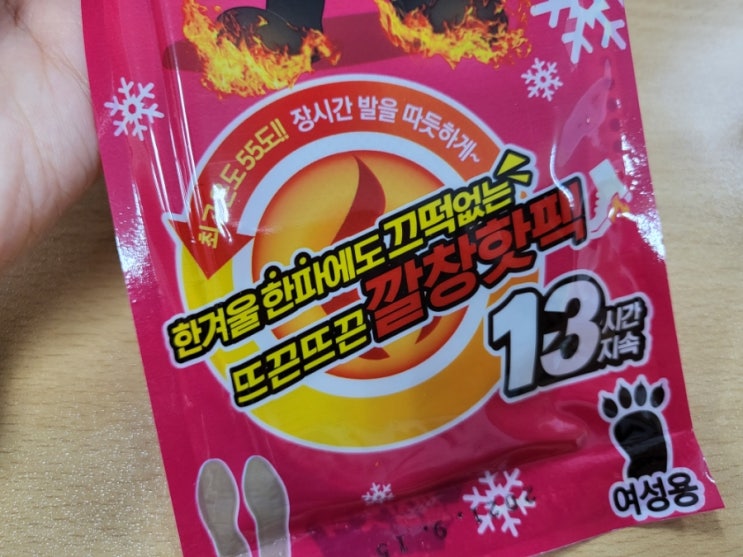 최고온도 55도!! 장시간 발을 따뜻하게~
한겨울 한파에도 끄떡없는
뜨끈뜨끈 깔창핫팩
13시간
지속
여성용